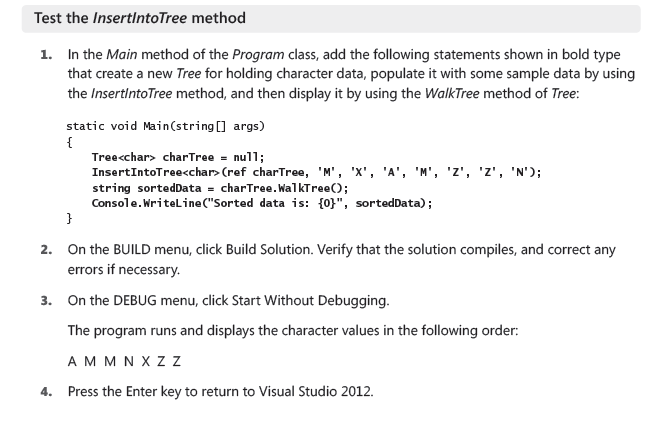 Test the InsertIntoTree method
1. In the Main method of the Program class, add the following statements shown in bold type
that create a new Tree for holding character data, populate it with some sample data by using
the InsertIntoTree method, and then display it by using the WalkTree method of Tree:
static void Main(string[] args)
{
    Tree<char> charTree = null;
    InsertIntoTree<char>(ref charTree, 'M', 'X', 'A', 'M', 'Z', 'Z', 'N');
    string sortedData = charTree.WalkTree();
    Console.WriteLine("Sorted data is: {0}", sortedData);
}
2. On the BUILD menu, click Build Solution. Verify that the solution compiles, and correct any
errors if necessary.
3. On the DEBUG menu, click Start Without Debugging.
The program runs and displays the character values in the following order:
A M M N X Z Z
4. Press the Enter key to return to Visual Studio 2012.